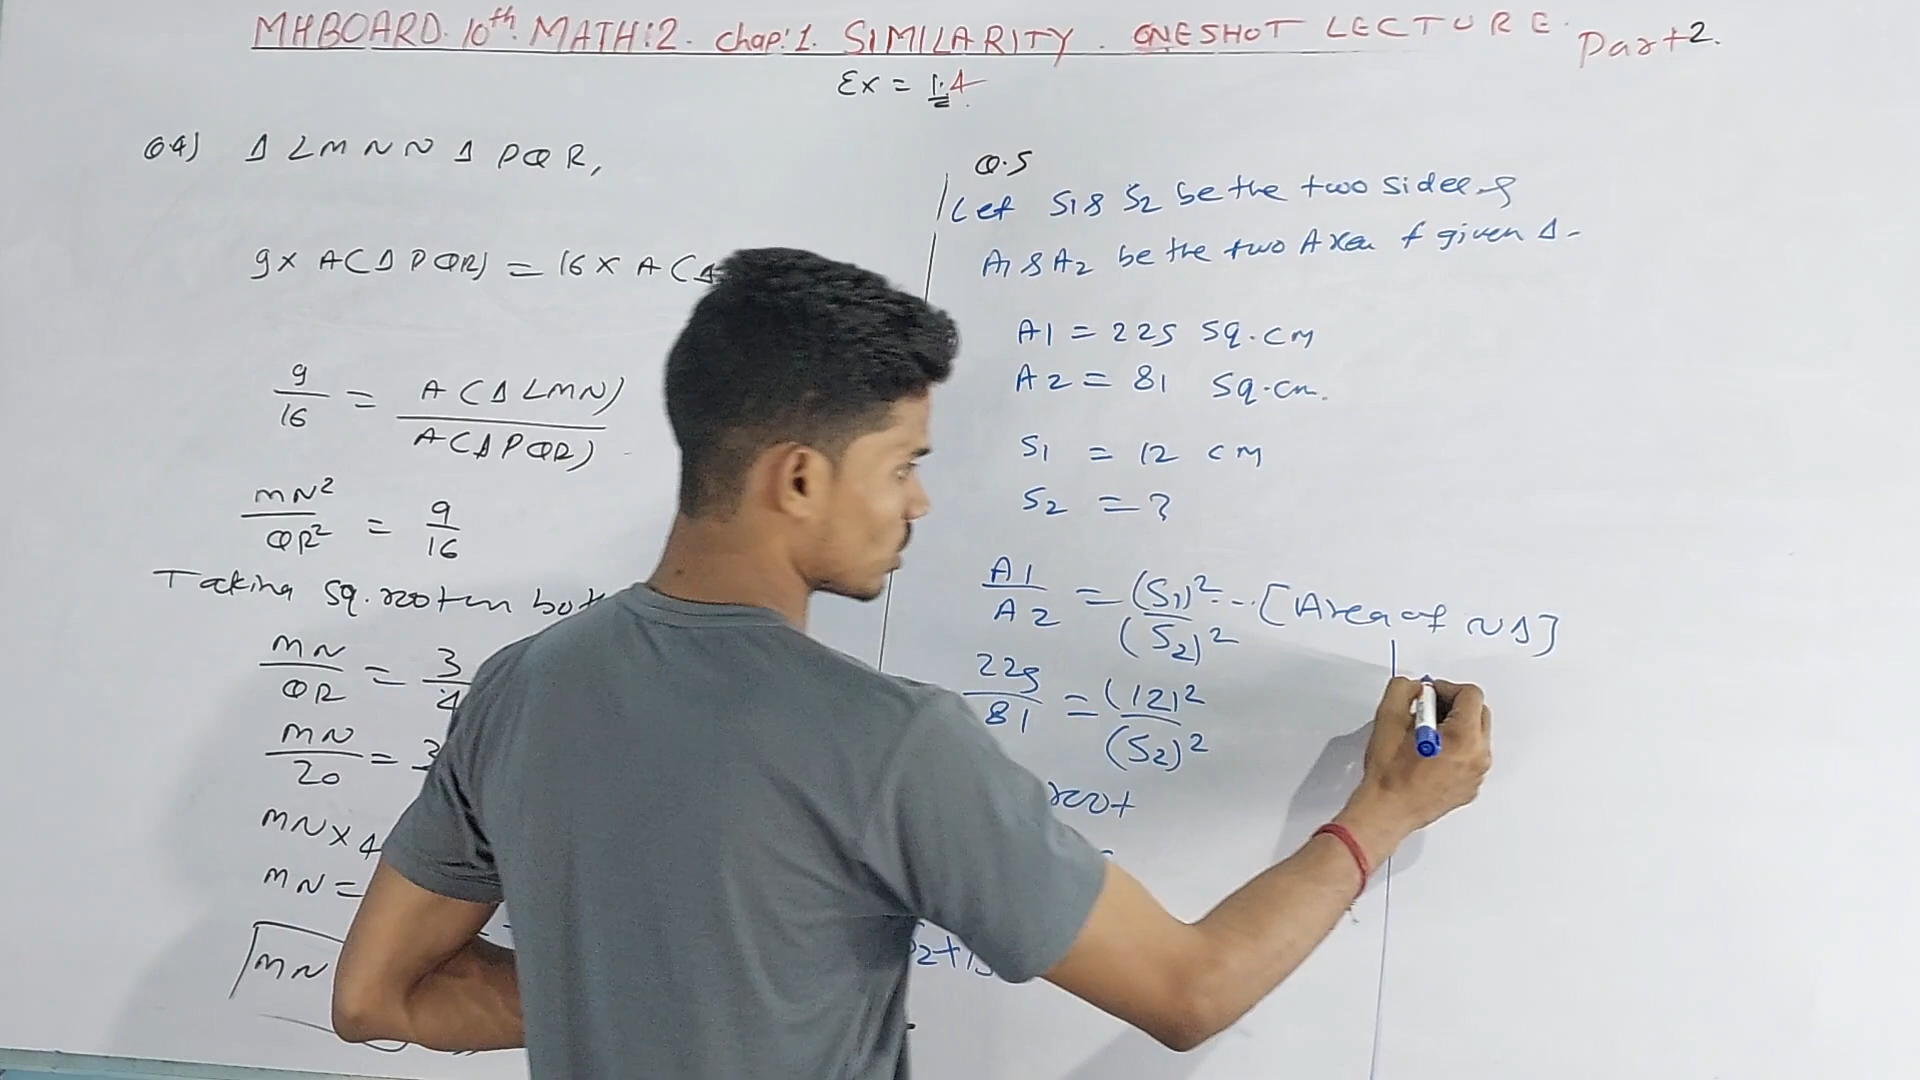 MHBOARD. 10th. MATH:2. chap:1. SIMILARITY. ONESHOT LECTURE. Part 2.
Ex = 1.4.
Q4) Δ LMN ~ Δ PQR,
9 × A(Δ PQR) = 16 × A(Δ
9/16 = A(Δ LMN)/A(Δ PQR)
MN²/QR² = 9/16
Taking sq. root on bot
MN/QR = 3/4
MN/20 = 3
MN × 4
MN =
MN
Q.5
Let S1 & S2 be the two sides &
A1 & A2 be the two Area of given Δ-
A1 = 225 sq.cm
A2 = 81 sq.cm.
S1 = 12 cm
S2 = ?
A1/A2 = (S1)²/(S2)² -- [Area of ~Δ]
225/81 = (12)²/(S2)²
root